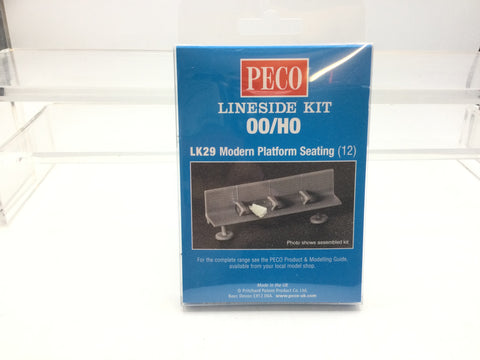 PECO
LINESIDE KIT
OO/HO
LK29 Modern Platform Seating (12)
Photo shows assembled kit
For the complete range see the PECO Product & Modelling Guide,
available from your local model shop.
Made in the UK
© Pritchard Patent Product Co. Ltd.
Beer, Devon EX12 3NA. www.peco-uk.com